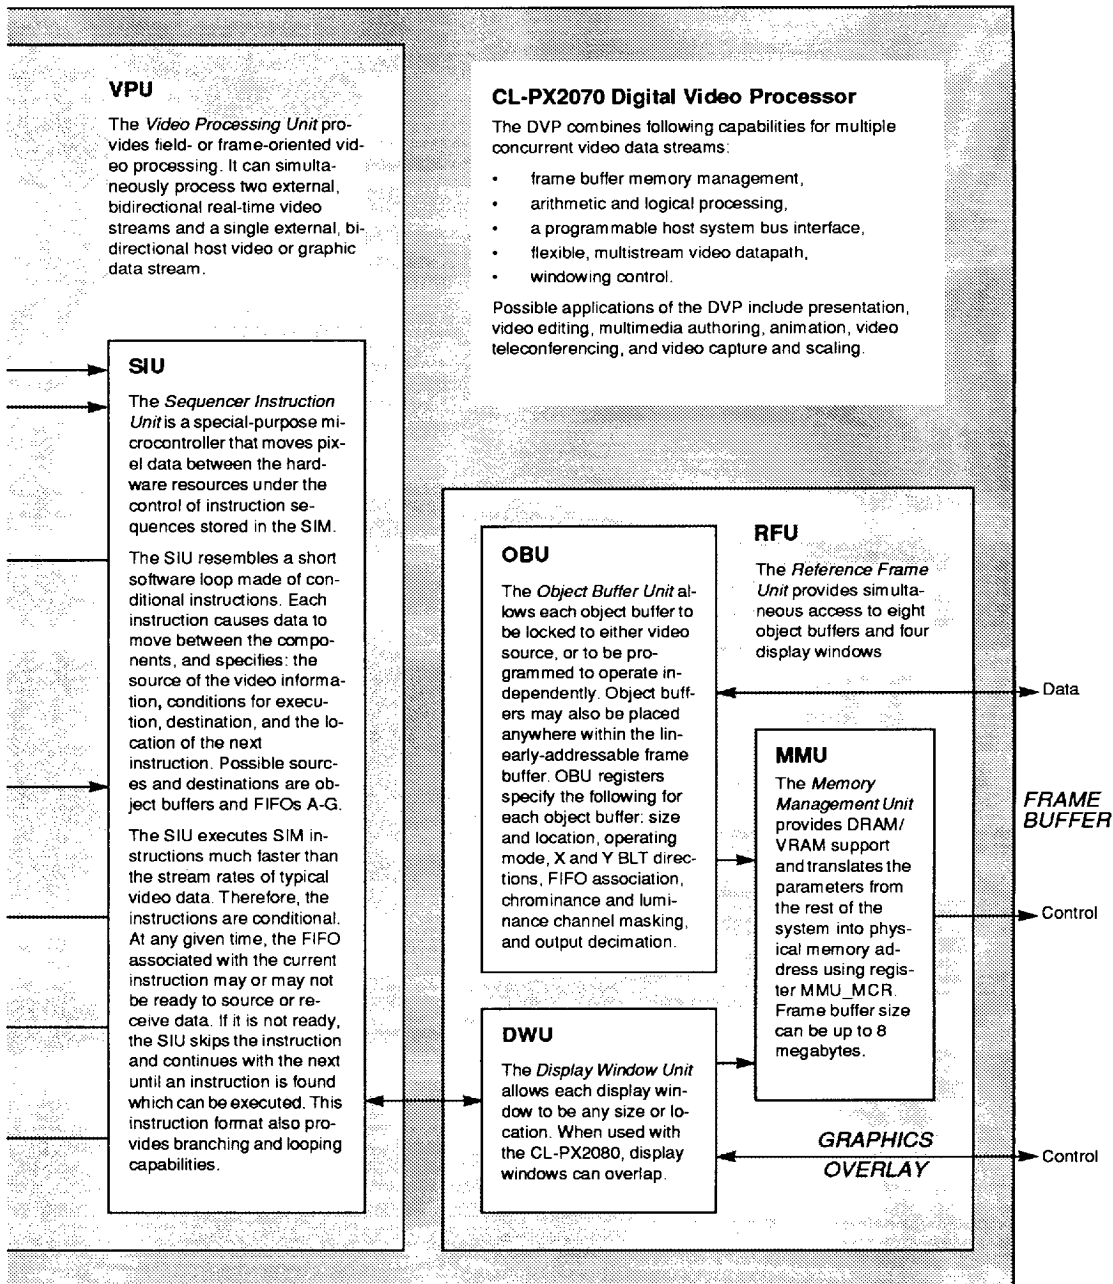 VPU
The Video Processing Unit pro-
vides field- or frame-oriented vid-
eo processing. It can simulta-
neously process two external,
bidirectional real-time video
streams and a single external, bi-
directional host video or graphic
data stream.
CL-PX2070 Digital Video Processor
The DVP combines following capabilities for multiple
concurrent video data streams:
• frame buffer memory management,
• arithmetic and logical processing,
• a programmable host system bus interface,
• flexible, multistream video datapath,
• windowing control.
Possible applications of the DVP include presentation,
video editing, multimedia authoring, animation, video
teleconferencing, and video capture and scaling.
SIU
The Sequencer Instruction
Unit is a special-purpose mi-
crocontroller that moves pix-
el data between the hard-
ware resources under the
control of instruction se-
quences stored in the SIM.
The SIU resembles a short
software loop made of con-
ditional instructions. Each
instruction causes data to
move between the compo-
nents, and specifies: the
source of the video informa-
tion, conditions for execu-
tion, destination, and the lo-
cation of the next
instruction. Possible sourc-
es and destinations are ob-
ject buffers and FIFOs A-G.
The SIU executes SIM in-
structions much faster than
the stream rates of typical
video data. Therefore, the
instructions are conditional.
At any given time, the FIFO
associated with the current
instruction may or may not
be ready to source or re-
ceive data. If it is not ready,
the SIU skips the instruction
and continues with the next
until an instruction is found
which can be executed. This
instruction format also pro-
vides branching and looping
capabilities.
OBU
The Object Buffer Unit al-
lows each object buffer to
be locked to either video
source, or to be pro-
grammed to operate in-
dependently. Object buff-
ers may also be placed
anywhere within the lin-
early-addressable frame
buffer. OBU registers
specify the following for
each object buffer: size
and location, operating
mode, X and Y BLT direc-
tions, FIFO association,
chrominance and lumi-
nance channel masking,
and output decimation.
RFU
The Reference Frame
Unit provides simulta-
neous access to eight
object buffers and four
display windows
Data
MMU
The Memory
Management Unit
provides DRAM/
VRAM support
and translates the
parameters from
the rest of the
system into phys-
ical memory ad-
dress using regis-
ter MMU_MCR.
Frame buffer size
can be up to 8
megabytes.
FRAME
BUFFER
Control
DWU
The Display Window Unit
allows each display win-
dow to be any size or lo-
cation. When used with
the CL-PX2080, display
windows can overlap.
GRAPHICS
OVERLAY
Control